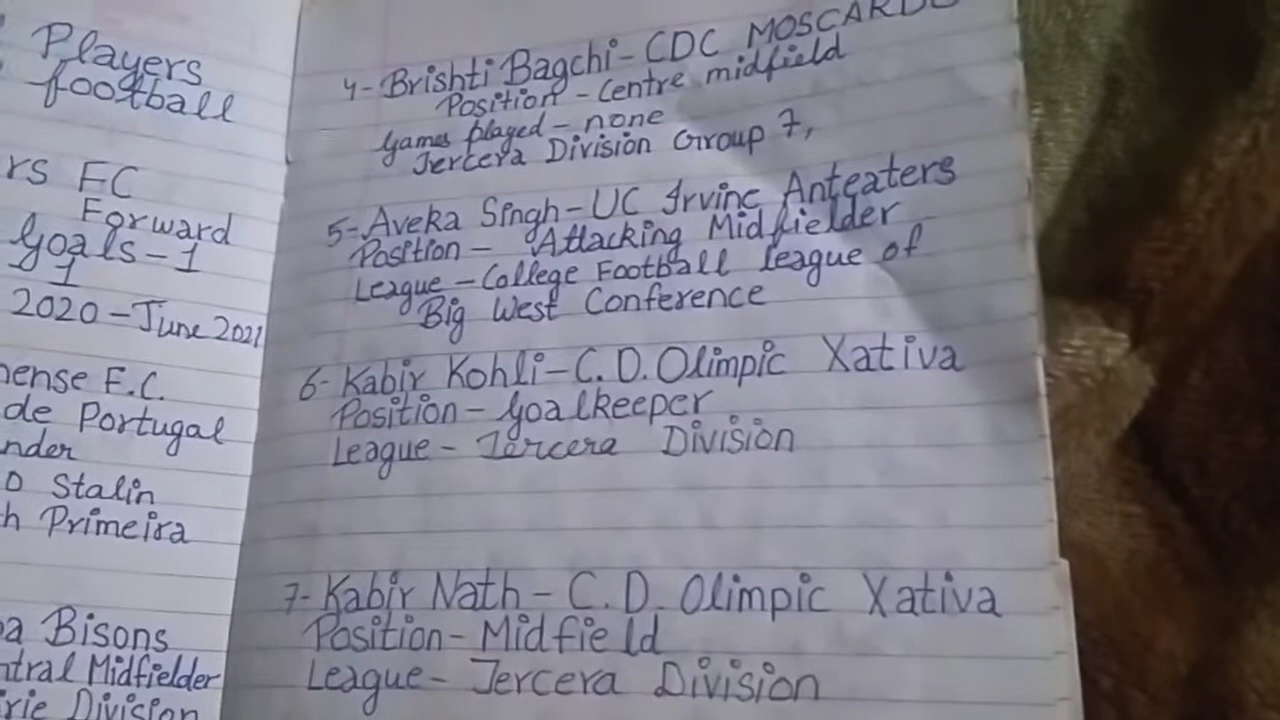 Players
football
rs FC
Forward
Goals-1
1
2020-June 2021
nense F.C.
de Portugal
nder
o Stalin
h Primeira
a Bisons
ntral Midfielder
irie Division
4-Brishti Bagchi-CDC MOSCARDO
Position-Centre midfield
Games played-none
Tercera Division Group 7,
5-Aveka Singh-UC Irvine Anteaters
Position- Attacking Midfielder
League-College Football league of
Big West Conference
6-Kabir Kohli-C.D.Olimpic Xativa
Position-Goalkeeper
League-Tercera Division
7-Kabir Nath-C.D. Olimpic Xativa
Position-Midfield
League-Tercera Division